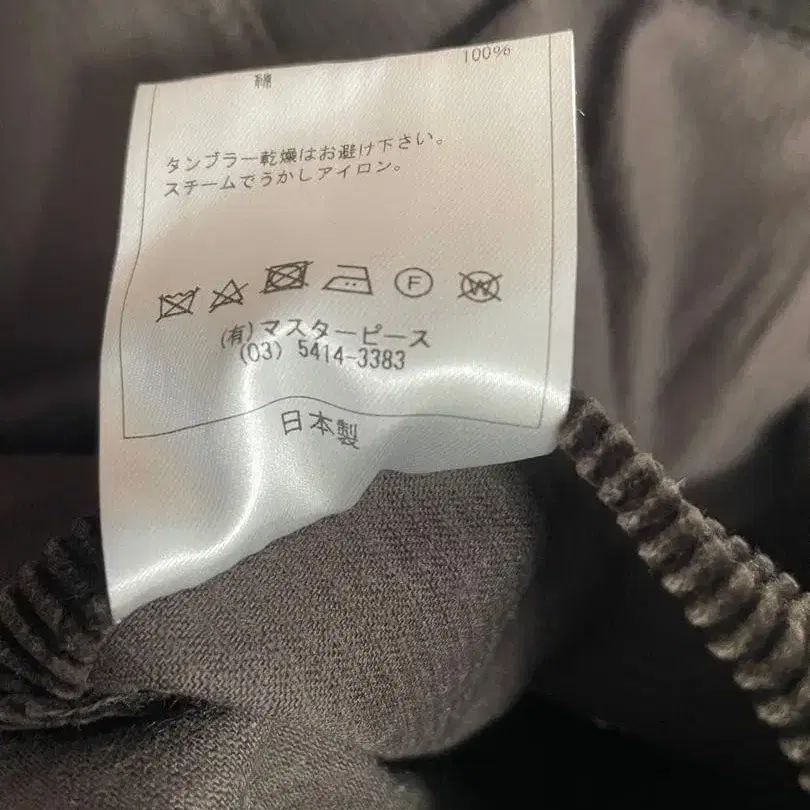 綿 100%
タンブラー乾燥はお避け下さい。
スチームでうかしアイロン。
F W
(有)マスターピース
(03) 5414-3383
日本製